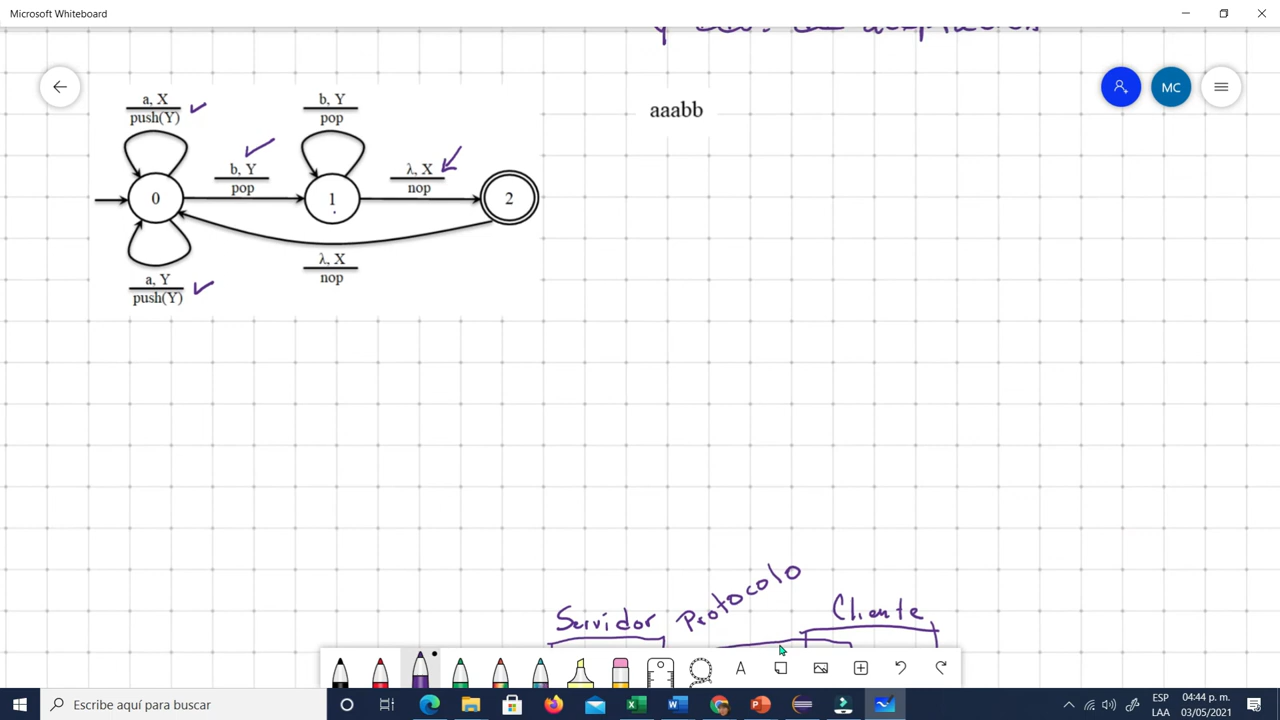 Microsoft Whiteboard
MC
a, X
push(Y)
b, Y
pop
aaabb
b, Y
pop
λ, X
nop
0
1
2
λ, X
nop
a, Y
push(Y)
Servidor Protocolo Cliente
A
Escribe aquí para buscar
ESP
LAA
04:44 p. m.
03/05/2021